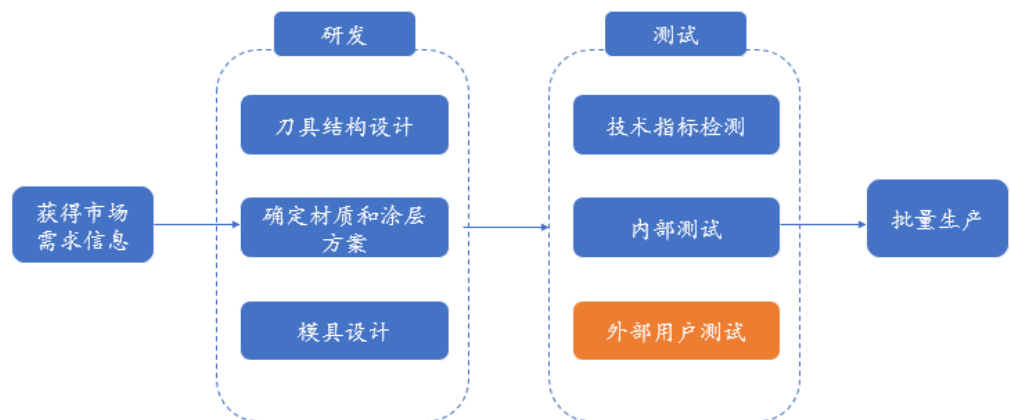 研发
测试
刀具结构设计
技术指标检测
获得市场
需求信息
确定材质和涂层
方案
内部测试
批量生产
模具设计
外部用户测试